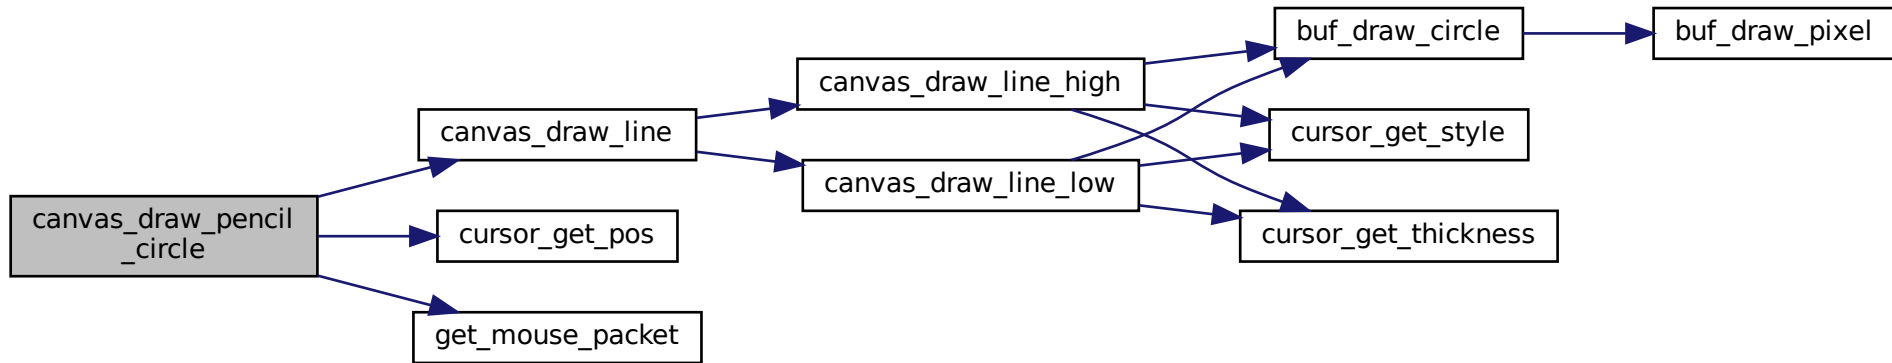 canvas_draw_pencil
_circle
canvas_draw_line
cursor_get_pos
get_mouse_packet
canvas_draw_line_high
canvas_draw_line_low
buf_draw_circle
cursor_get_style
cursor_get_thickness
buf_draw_pixel